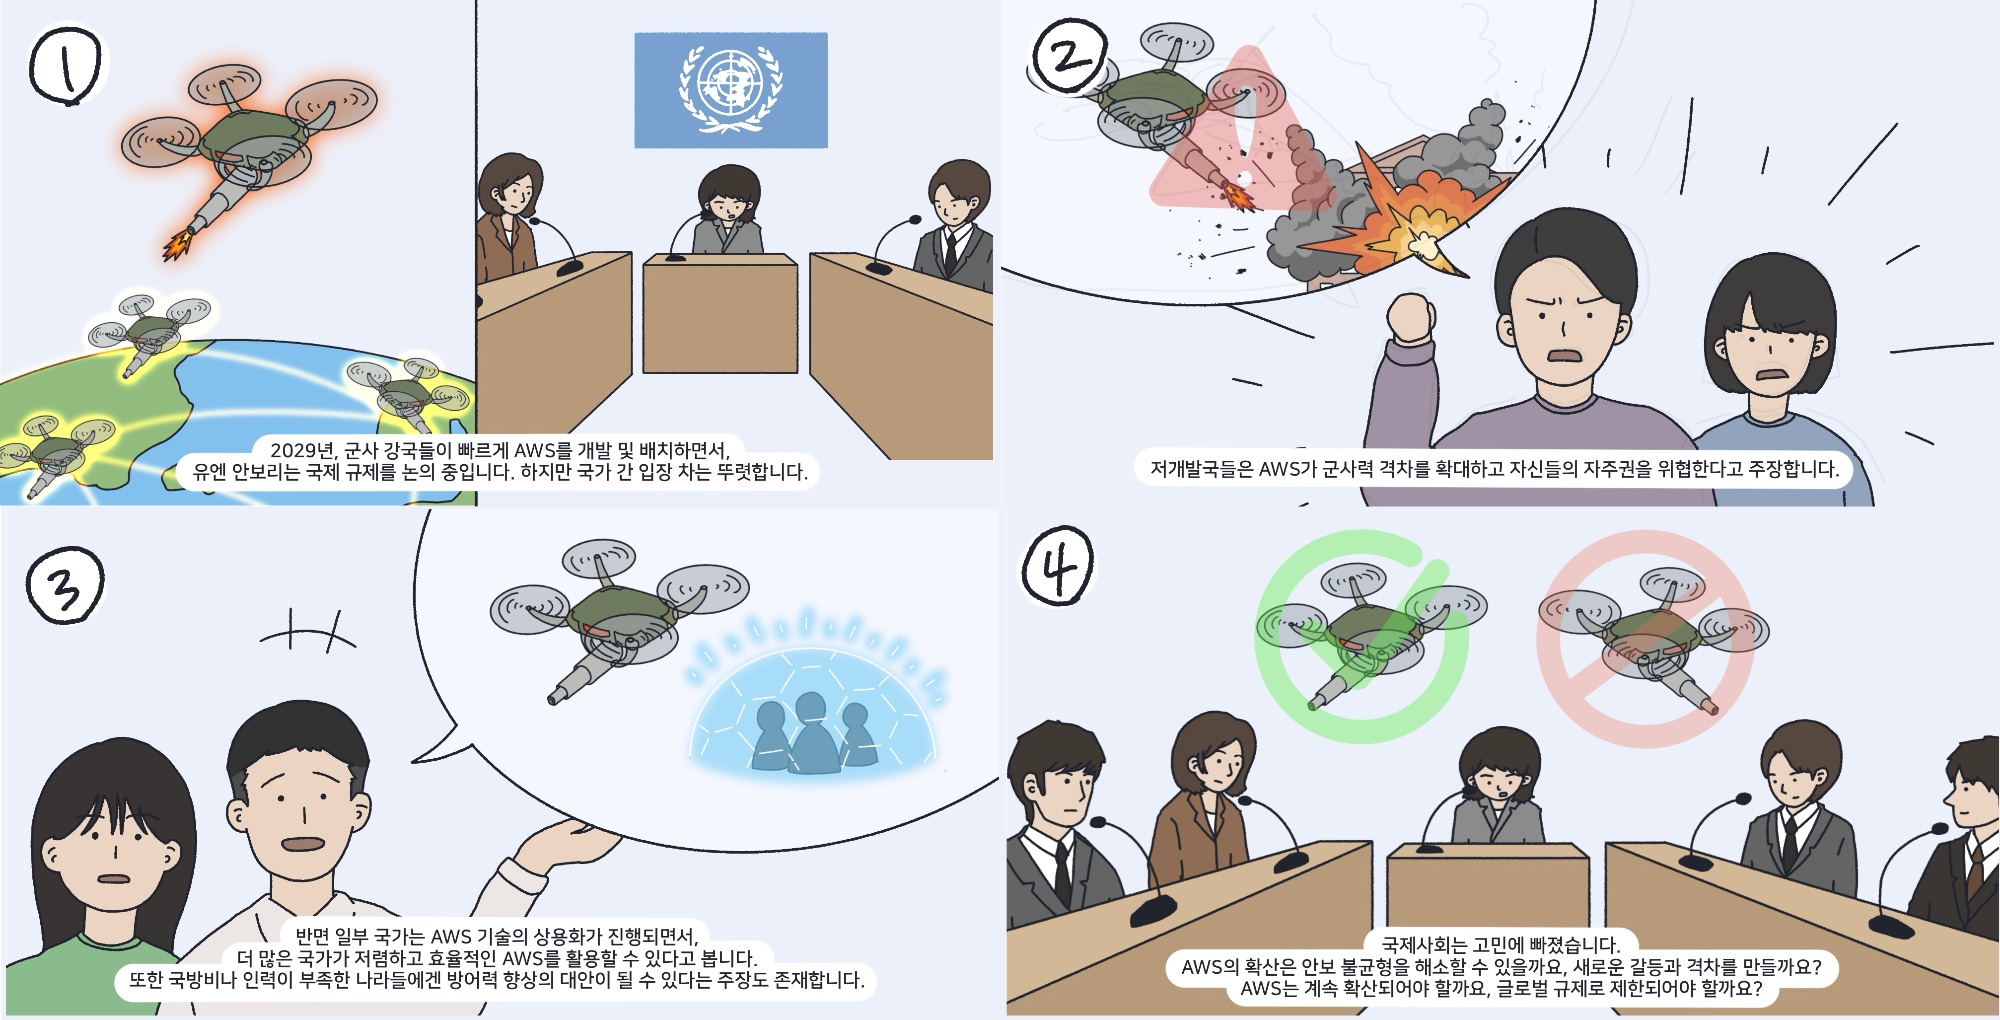 1
2029년, 군사 강국들이 빠르게 AWS를 개발 및 배치하면서,
유엔 안보리는 국제 규제를 논의 중입니다. 하지만 국가 간 입장 차는 뚜렷합니다.
2
저개발국들은 AWS가 군사력 격차를 확대하고 자신들의 자주권을 위협한다고 주장합니다.
3
반면 일부 국가는 AWS 기술의 상용화가 진행되면서,
더 많은 국가가 저렴하고 효율적인 AWS를 활용할 수 있다고 봅니다.
또한 국방비나 인력이 부족한 나라들에겐 방어력 향상의 대안이 될 수 있다는 주장도 존재합니다.
4
국제사회는 고민에 빠졌습니다.
AWS의 확산은 안보 불균형을 해소할 수 있을까요, 새로운 갈등과 격차를 만들까요?
AWS는 계속 확산되어야 할까요, 글로벌 규제로 제한되어야 할까요?